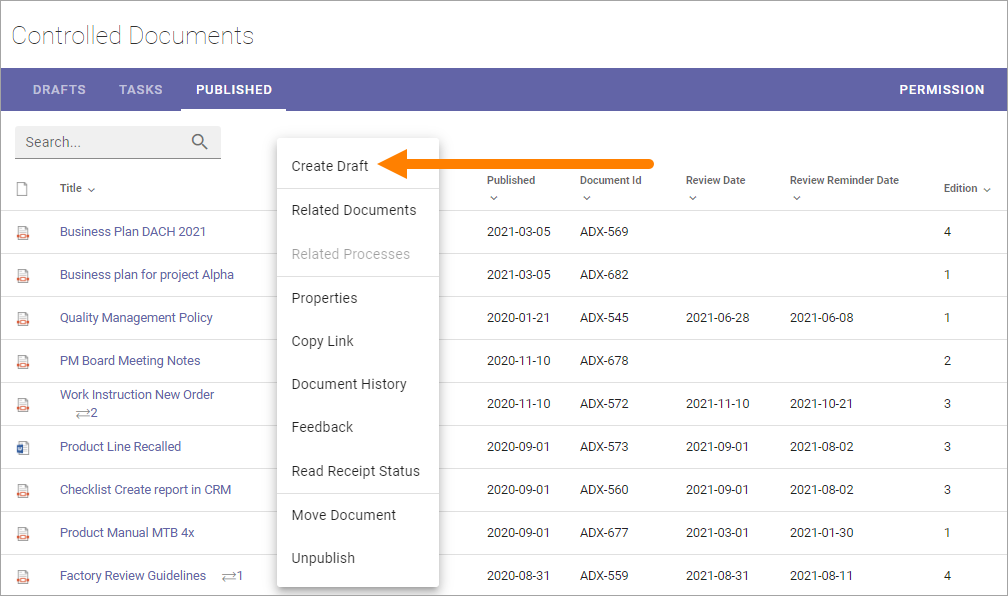 Controlled Documents
DRAFTS TASKS PUBLISHED PERMISSION
Search...
Create Draft
Related Documents
Related Processes
Properties
Copy Link
Document History
Feedback
Read Receipt Status
Move Document
Unpublish
Title Published Document Id Review Date Review Reminder Date Edition
Business Plan DACH 2021 2021-03-05 ADX-569 4
Business plan for project Alpha 2021-03-05 ADX-682 1
Quality Management Policy 2020-01-21 ADX-545 2021-06-28 2021-06-08 1
PM Board Meeting Notes 2020-11-10 ADX-678 2
Work Instruction New Order 2020-11-10 ADX-572 2021-11-10 2021-10-21 3
2
Product Line Recalled 2020-09-01 ADX-573 2021-09-01 2021-08-02 3
Checklist Create report in CRM 2020-09-01 ADX-560 2021-09-01 2021-08-02 3
Product Manual MTB 4x 2020-09-01 ADX-677 2021-03-01 2021-01-30 1
Factory Review Guidelines 1 2020-08-31 ADX-559 2021-08-31 2021-08-11 4